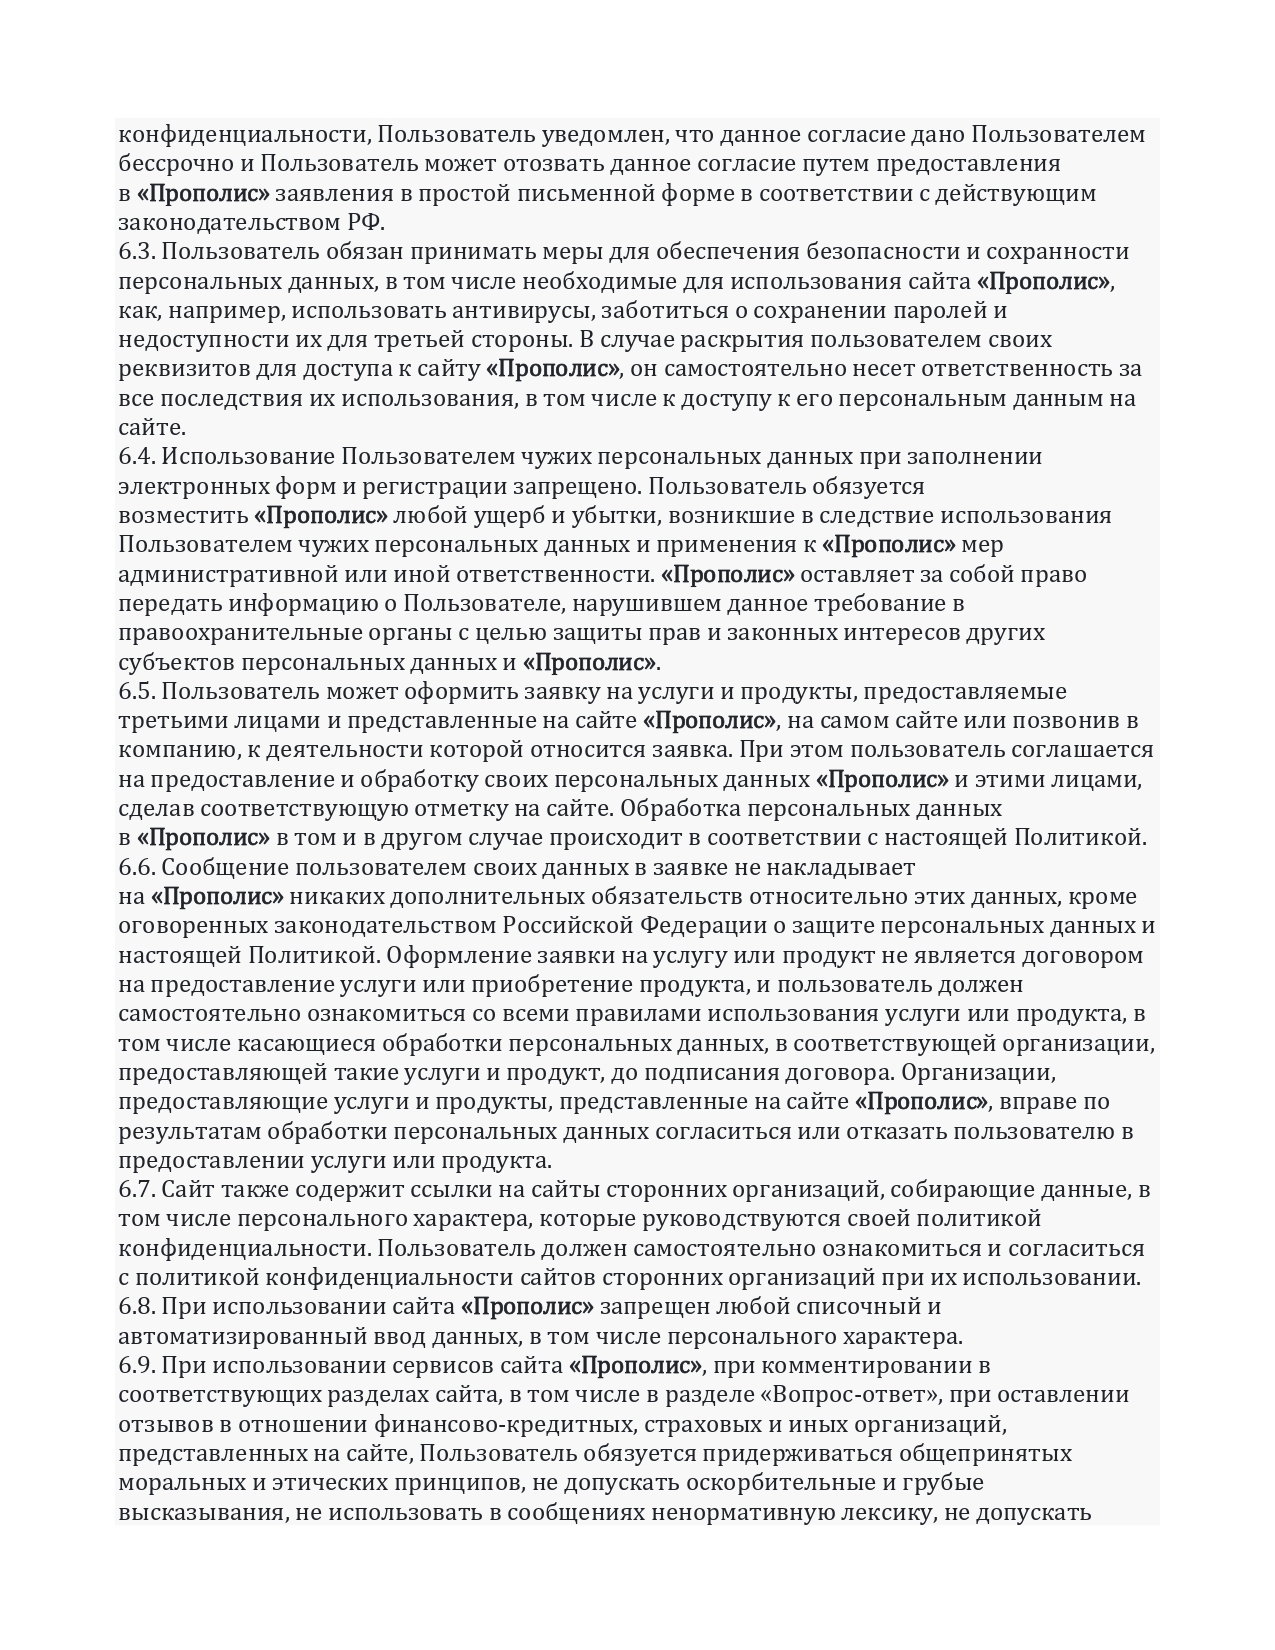 конфиденциальности, Пользователь уведомлен, что данное согласие дано Пользователем
бессрочно и Пользователь может отозвать данное согласие путем предоставления
в «Прополис» заявления в простой письменной форме в соответствии с действующим
законодательством РФ.
6.3. Пользователь обязан принимать меры для обеспечения безопасности и сохранности
персональных данных, в том числе необходимые для использования сайта «Прополис»,
как, например, использовать антивирусы, заботиться о сохранении паролей и
недоступности их для третьей стороны. В случае раскрытия пользователем своих
реквизитов для доступа к сайту «Прополис», он самостоятельно несет ответственность за
все последствия их использования, в том числе к доступу к его персональным данным на
сайте.
6.4. Использование Пользователем чужих персональных данных при заполнении
электронных форм и регистрации запрещено. Пользователь обязуется
возместить «Прополис» любой ущерб и убытки, возникшие в следствие использования
Пользователем чужих персональных данных и применения к «Прополис» мер
административной или иной ответственности. «Прополис» оставляет за собой право
передать информацию о Пользователе, нарушившем данное требование в
правоохранительные органы с целью защиты прав и законных интересов других
субъектов персональных данных и «Прополис».
6.5. Пользователь может оформить заявку на услуги и продукты, предоставляемые
третьими лицами и представленные на сайте «Прополис», на самом сайте или позвонив в
компанию, к деятельности которой относится заявка. При этом пользователь соглашается
на предоставление и обработку своих персональных данных «Прополис» и этими лицами,
сделав соответствующую отметку на сайте. Обработка персональных данных
в «Прополис» в том и в другом случае происходит в соответствии с настоящей Политикой.
6.6. Сообщение пользователем своих данных в заявке не накладывает
на «Прополис» никаких дополнительных обязательств относительно этих данных, кроме
оговоренных законодательством Российской Федерации о защите персональных данных и
настоящей Политикой. Оформление заявки на услугу или продукт не является договором
на предоставление услуги или приобретение продукта, и пользователь должен
самостоятельно ознакомиться со всеми правилами использования услуги или продукта, в
том числе касающиеся обработки персональных данных, в соответствующей организации,
предоставляющей такие услуги и продукт, до подписания договора. Организации,
предоставляющие услуги и продукты, представленные на сайте «Прополис», вправе по
результатам обработки персональных данных согласиться или отказать пользователю в
предоставлении услуги или продукта.
6.7. Сайт также содержит ссылки на сайты сторонних организаций, собирающие данные, в
том числе персонального характера, которые руководствуются своей политикой
конфиденциальности. Пользователь должен самостоятельно ознакомиться и согласиться
с политикой конфиденциальности сайтов сторонних организаций при их использовании.
6.8. При использовании сайта «Прополис» запрещен любой списочный и
автоматизированный ввод данных, в том числе персонального характера.
6.9. При использовании сервисов сайта «Прополис», при комментировании в
соответствующих разделах сайта, в том числе в разделе «Вопрос-ответ», при оставлении
отзывов в отношении финансово-кредитных, страховых и иных организаций,
представленных на сайте, Пользователь обязуется придерживаться общепринятых
моральных и этических принципов, не допускать оскорбительные и грубые
высказывания, не использовать в сообщениях ненормативную лексику, не допускать